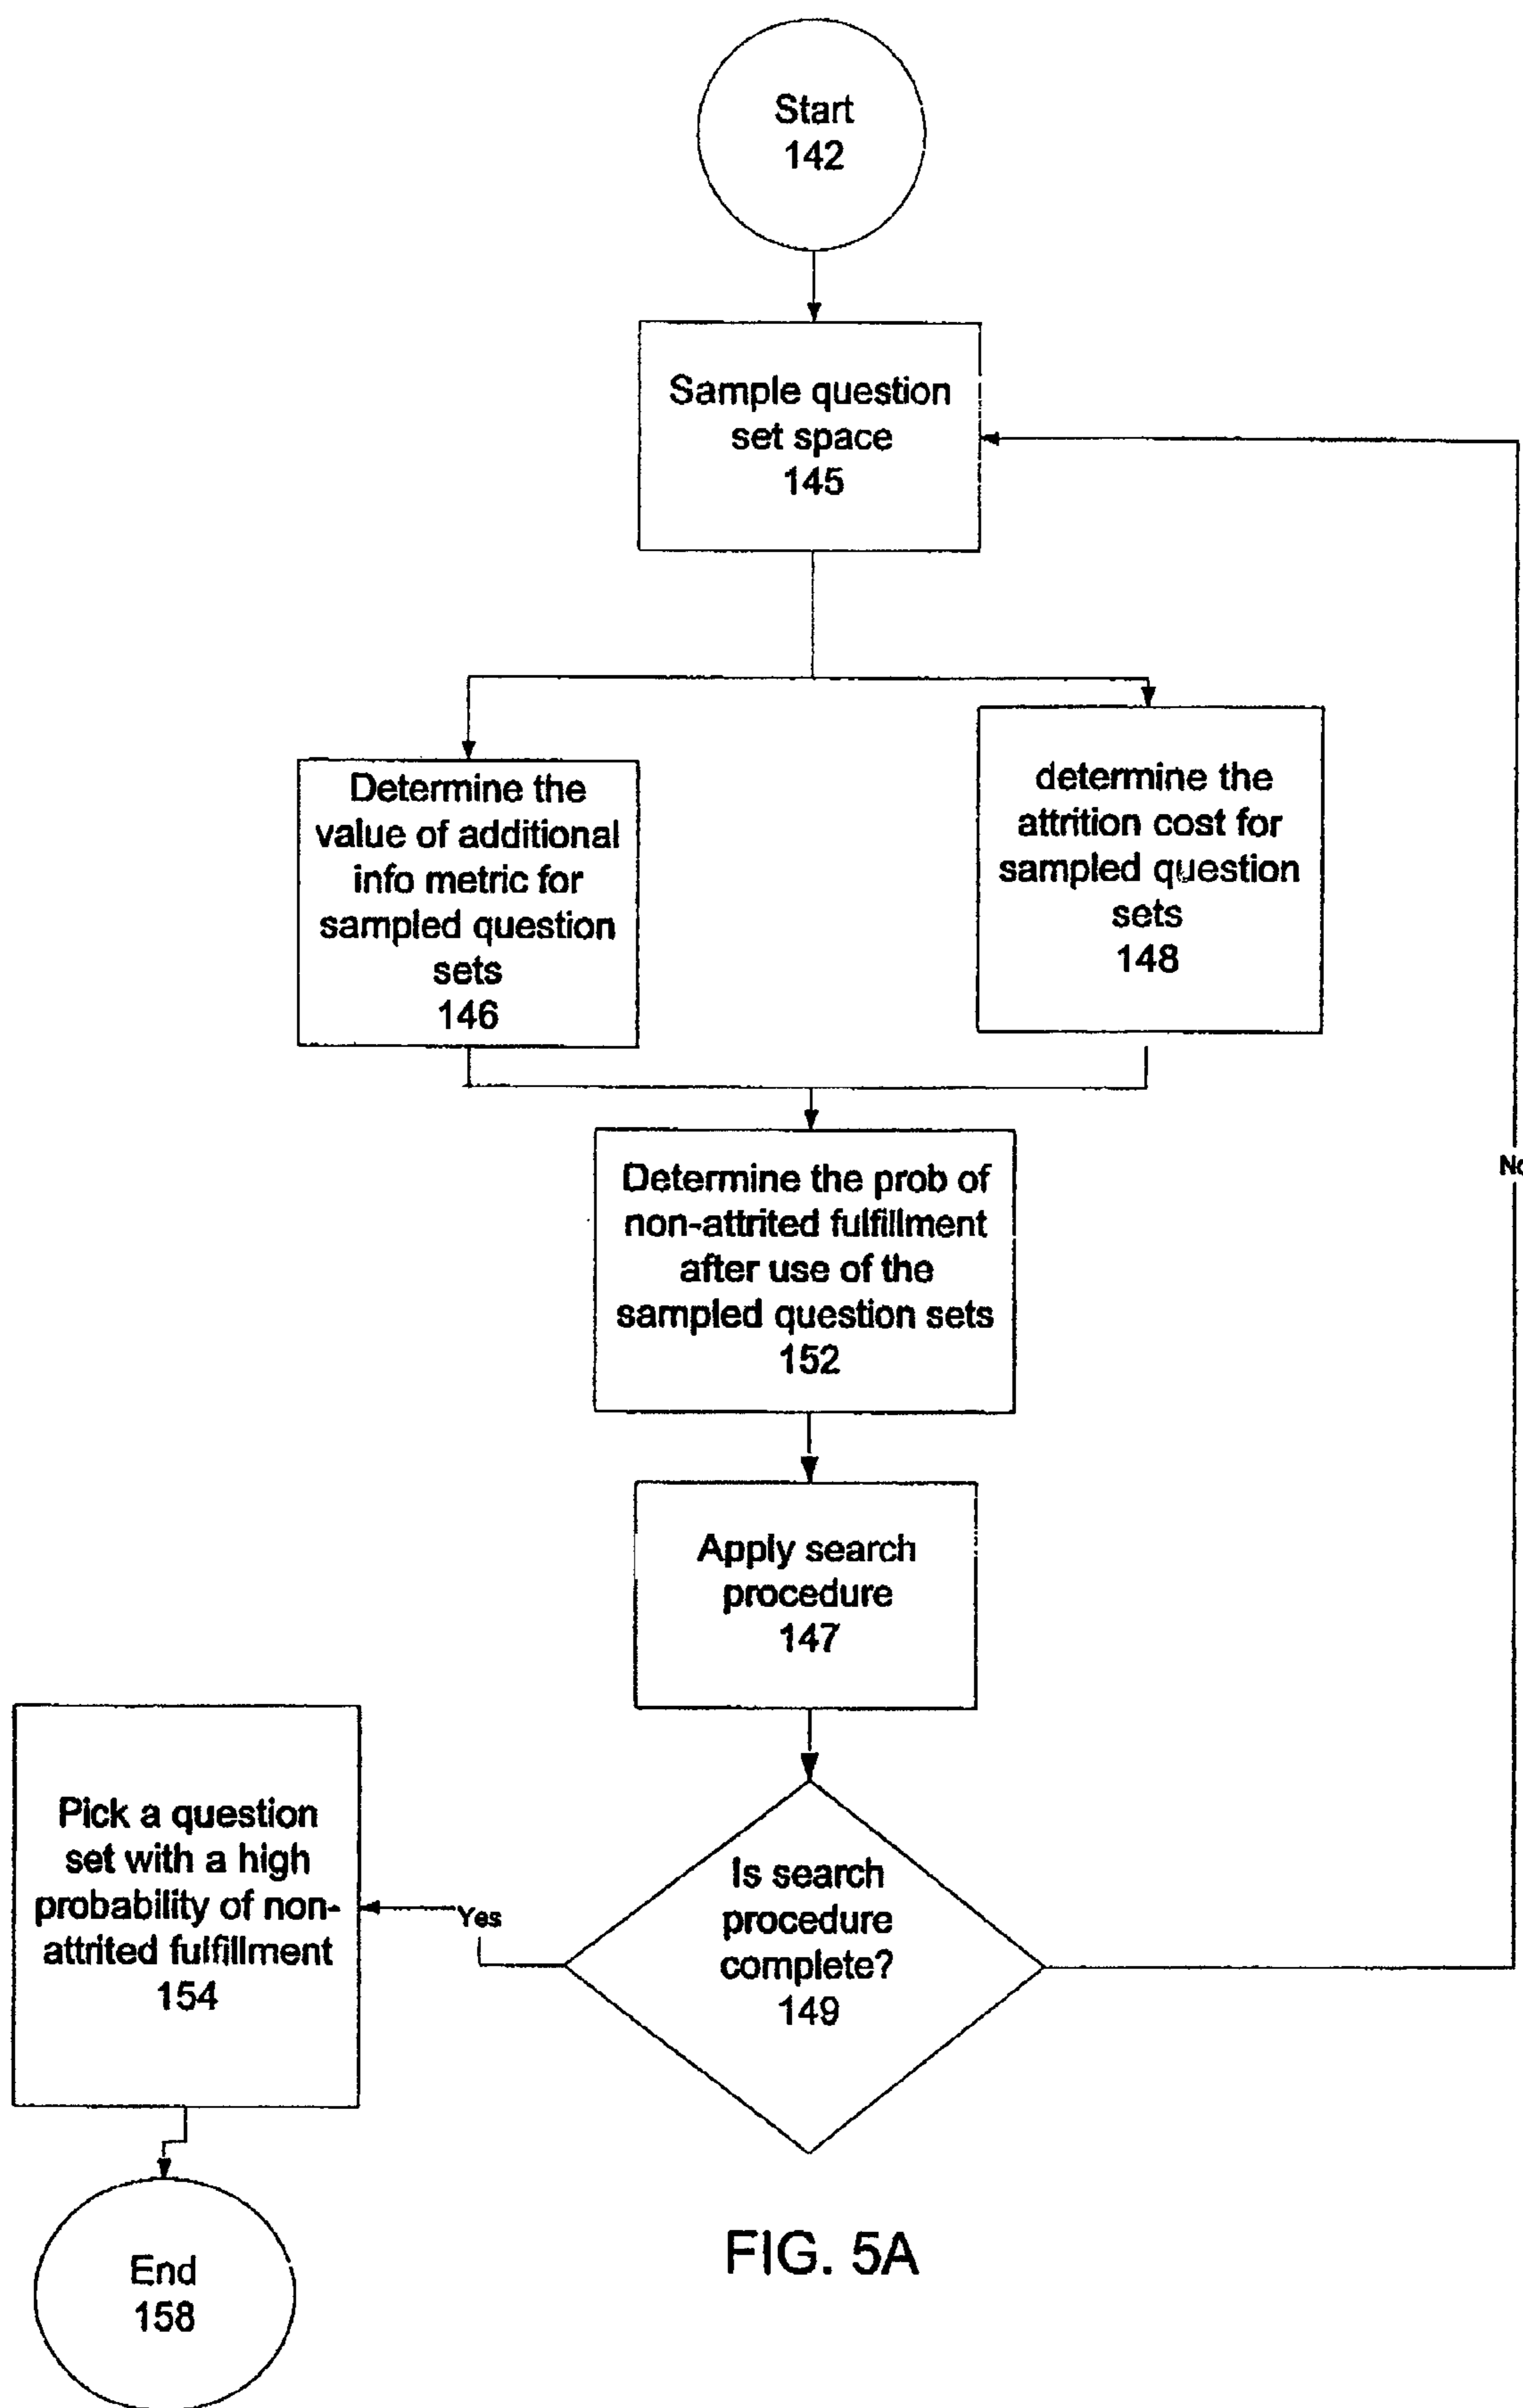 Start
142
Sample question
set space
145
Determine the
value of additional
info metric for
sampled question
sets
146
determine the
attrition cost for
sampled question
sets
148
No
Determine the prob of
non-attrited fulfillment
after use of the
sampled question sets
152
Apply search
procedure
147
Is search
procedure
complete?
149
Yes
Pick a question
set with a high
probability of non-
attrited fulfillment
154
End
158
FIG. 5A